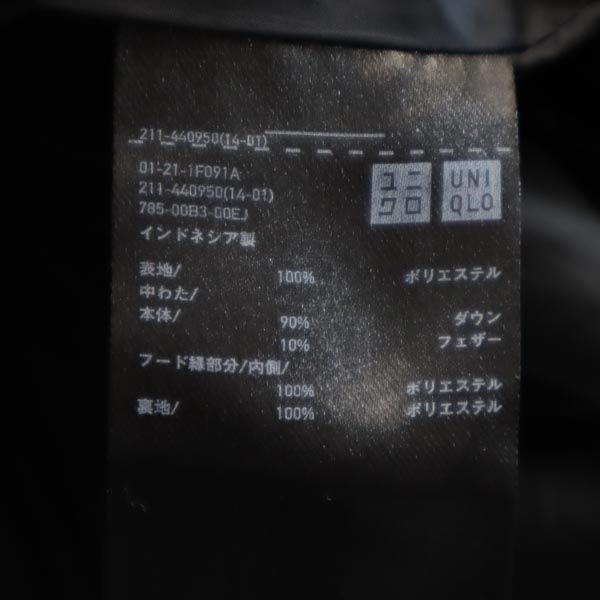 211-440950(14-01)
01-21-1F091A
211-440950(14-01)
785-00B3-00EJ
ユニ
クロ
UNI
QLO
インドネシア製
表地/ 100% ポリエステル
中わた/
本体/ 90% ダウン
10% フェザー
フード縁部分/内側/
100% ポリエステル
裏地/ 100% ポリエステル